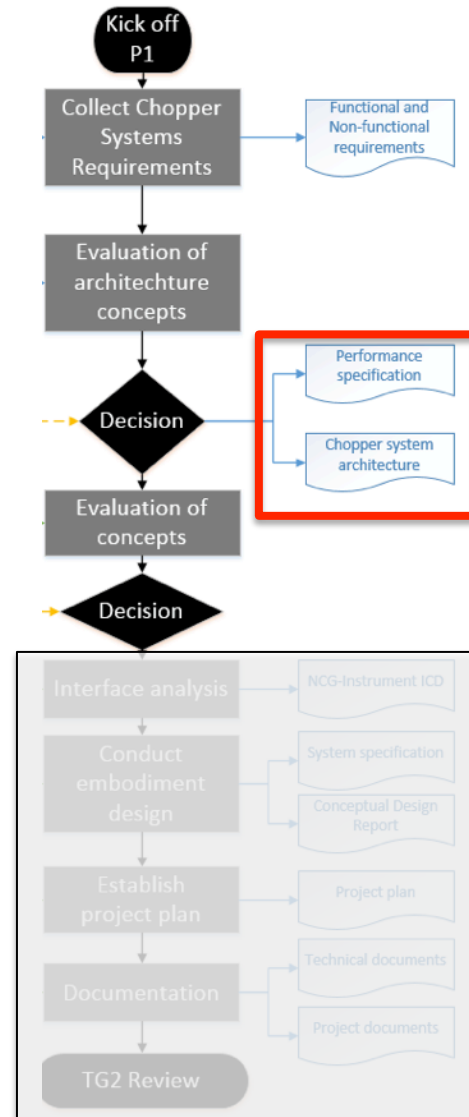 Kick off
P1
Collect Chopper
Systems
Requirements
Functional and
Non-functional
requirements
Evaluation of
architechture
concepts
Performance
specification
Decision
Chopper system
architecture
Evaluation of
concepts
Decision
Interface analysis
NCG-Instrument ICD
Conduct
embodiment
design
System specification
Conceptual Design
Report
Establish
project plan
Project plan
Documentation
Technical documents
Project documents
TG2 Review